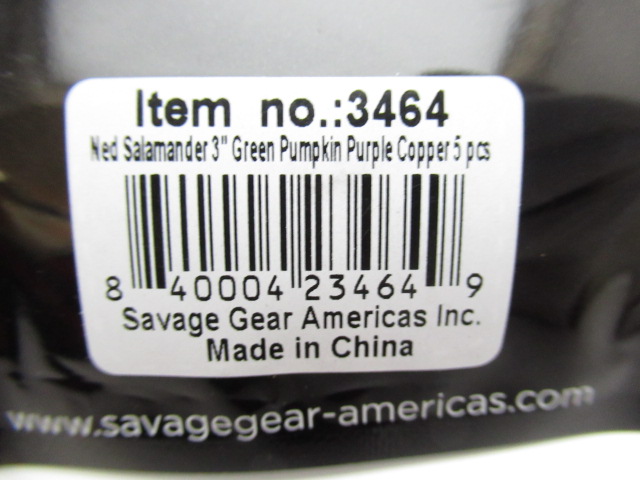 Item no.:3464
Ned Salamander 3" Green Pumpkin Purple Copper 5 pcs
8 40004 23464 9
Savage Gear Americas Inc.
Made in China
www.savagegear-americas.com